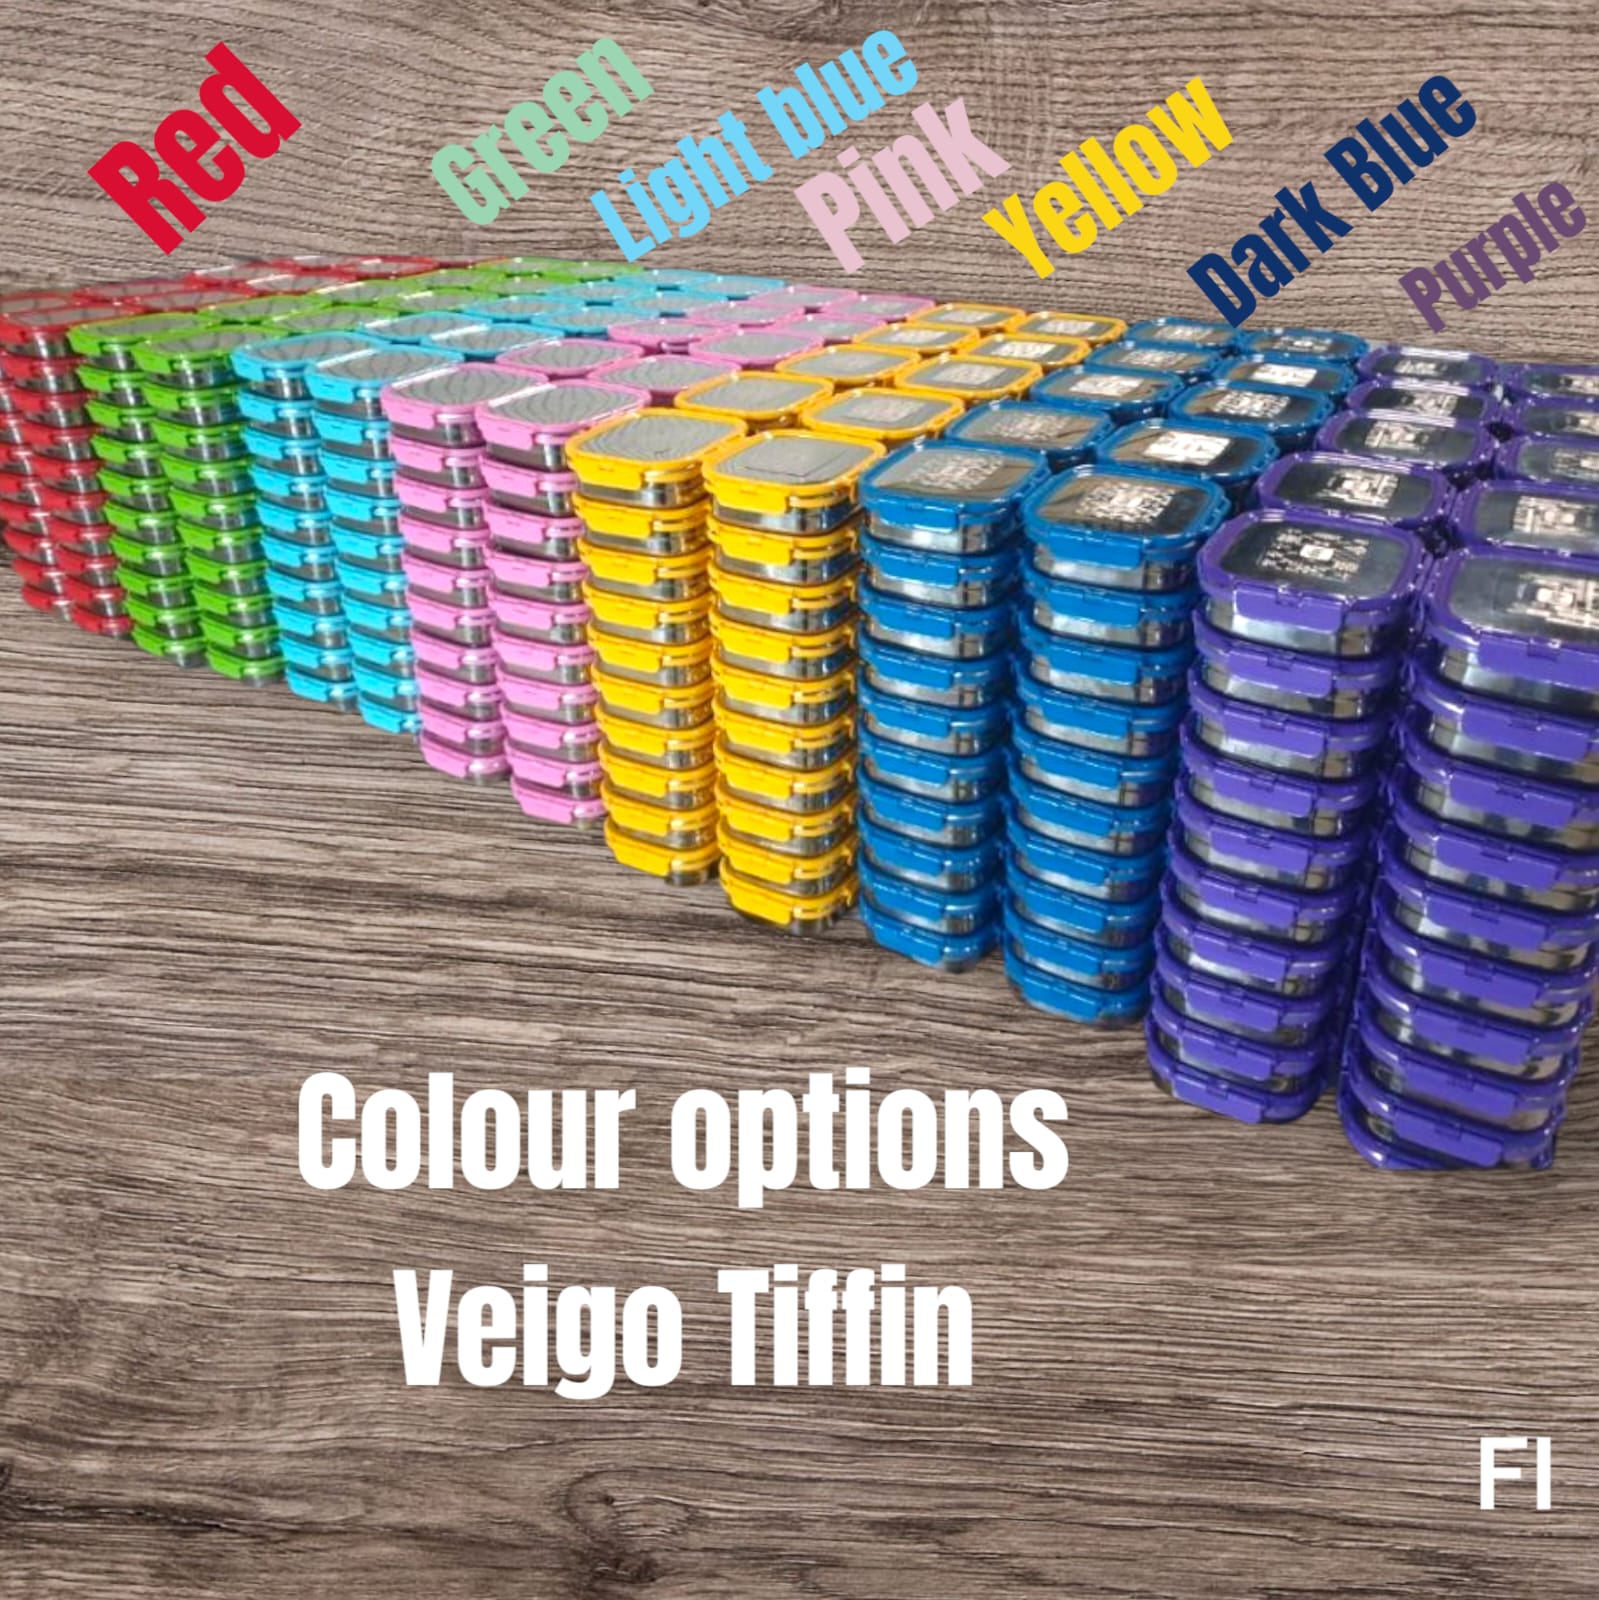 Red
Green
Light blue
Pink
Yellow
Dark Blue
Purple
Colour options
Veigo Tiffin
FI